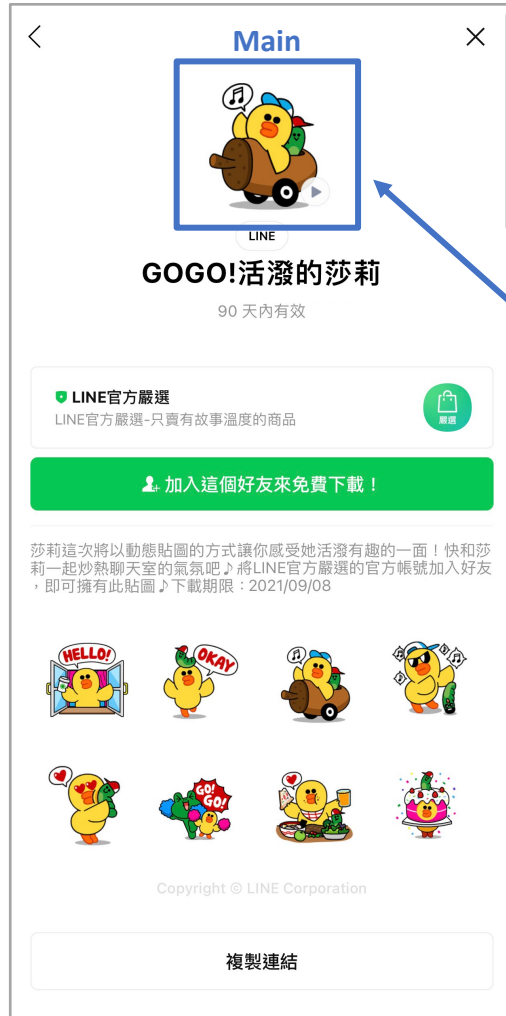 Main
LINE
GOGO!活潑的莎莉
90 天內有效
LINE官方嚴選
LINE官方嚴選-只賣有故事溫度的商品
嚴選
加入這個好友來免費下載！
莎莉這次將以動態貼圖的方式讓你感受她活潑有趣的一面！快和莎
莉一起炒熱聊天室的氣氛吧♪將LINE官方嚴選的官方帳號加入好友
，即可擁有此貼圖♪下載期限：2021/09/08
HELLO!
OKAY
GO!
GO!
Copyright © LINE Corporation
複製連結